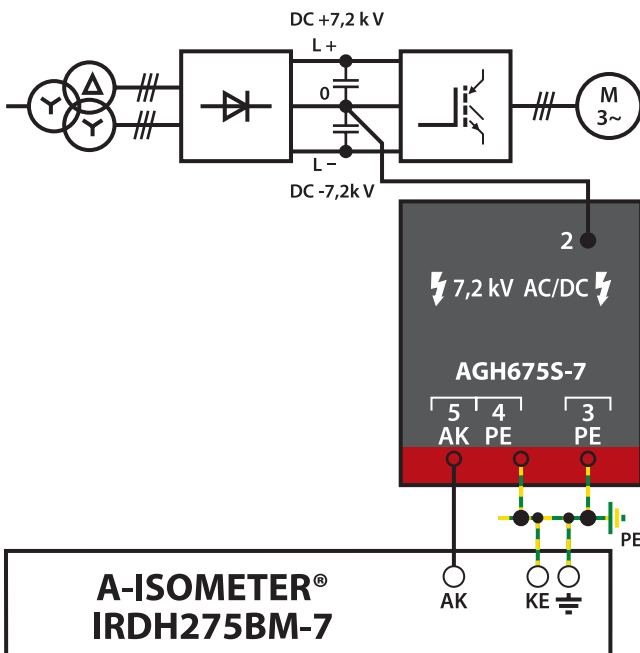 DC +7,2 k V
L +
0
L −
DC -7,2k V
M
3~
2
7,2 kV AC/DC
AGH675S-7
5 4 3
AK PE PE
PE
A-ISOMETER®
IRDH275BM-7
AK KE